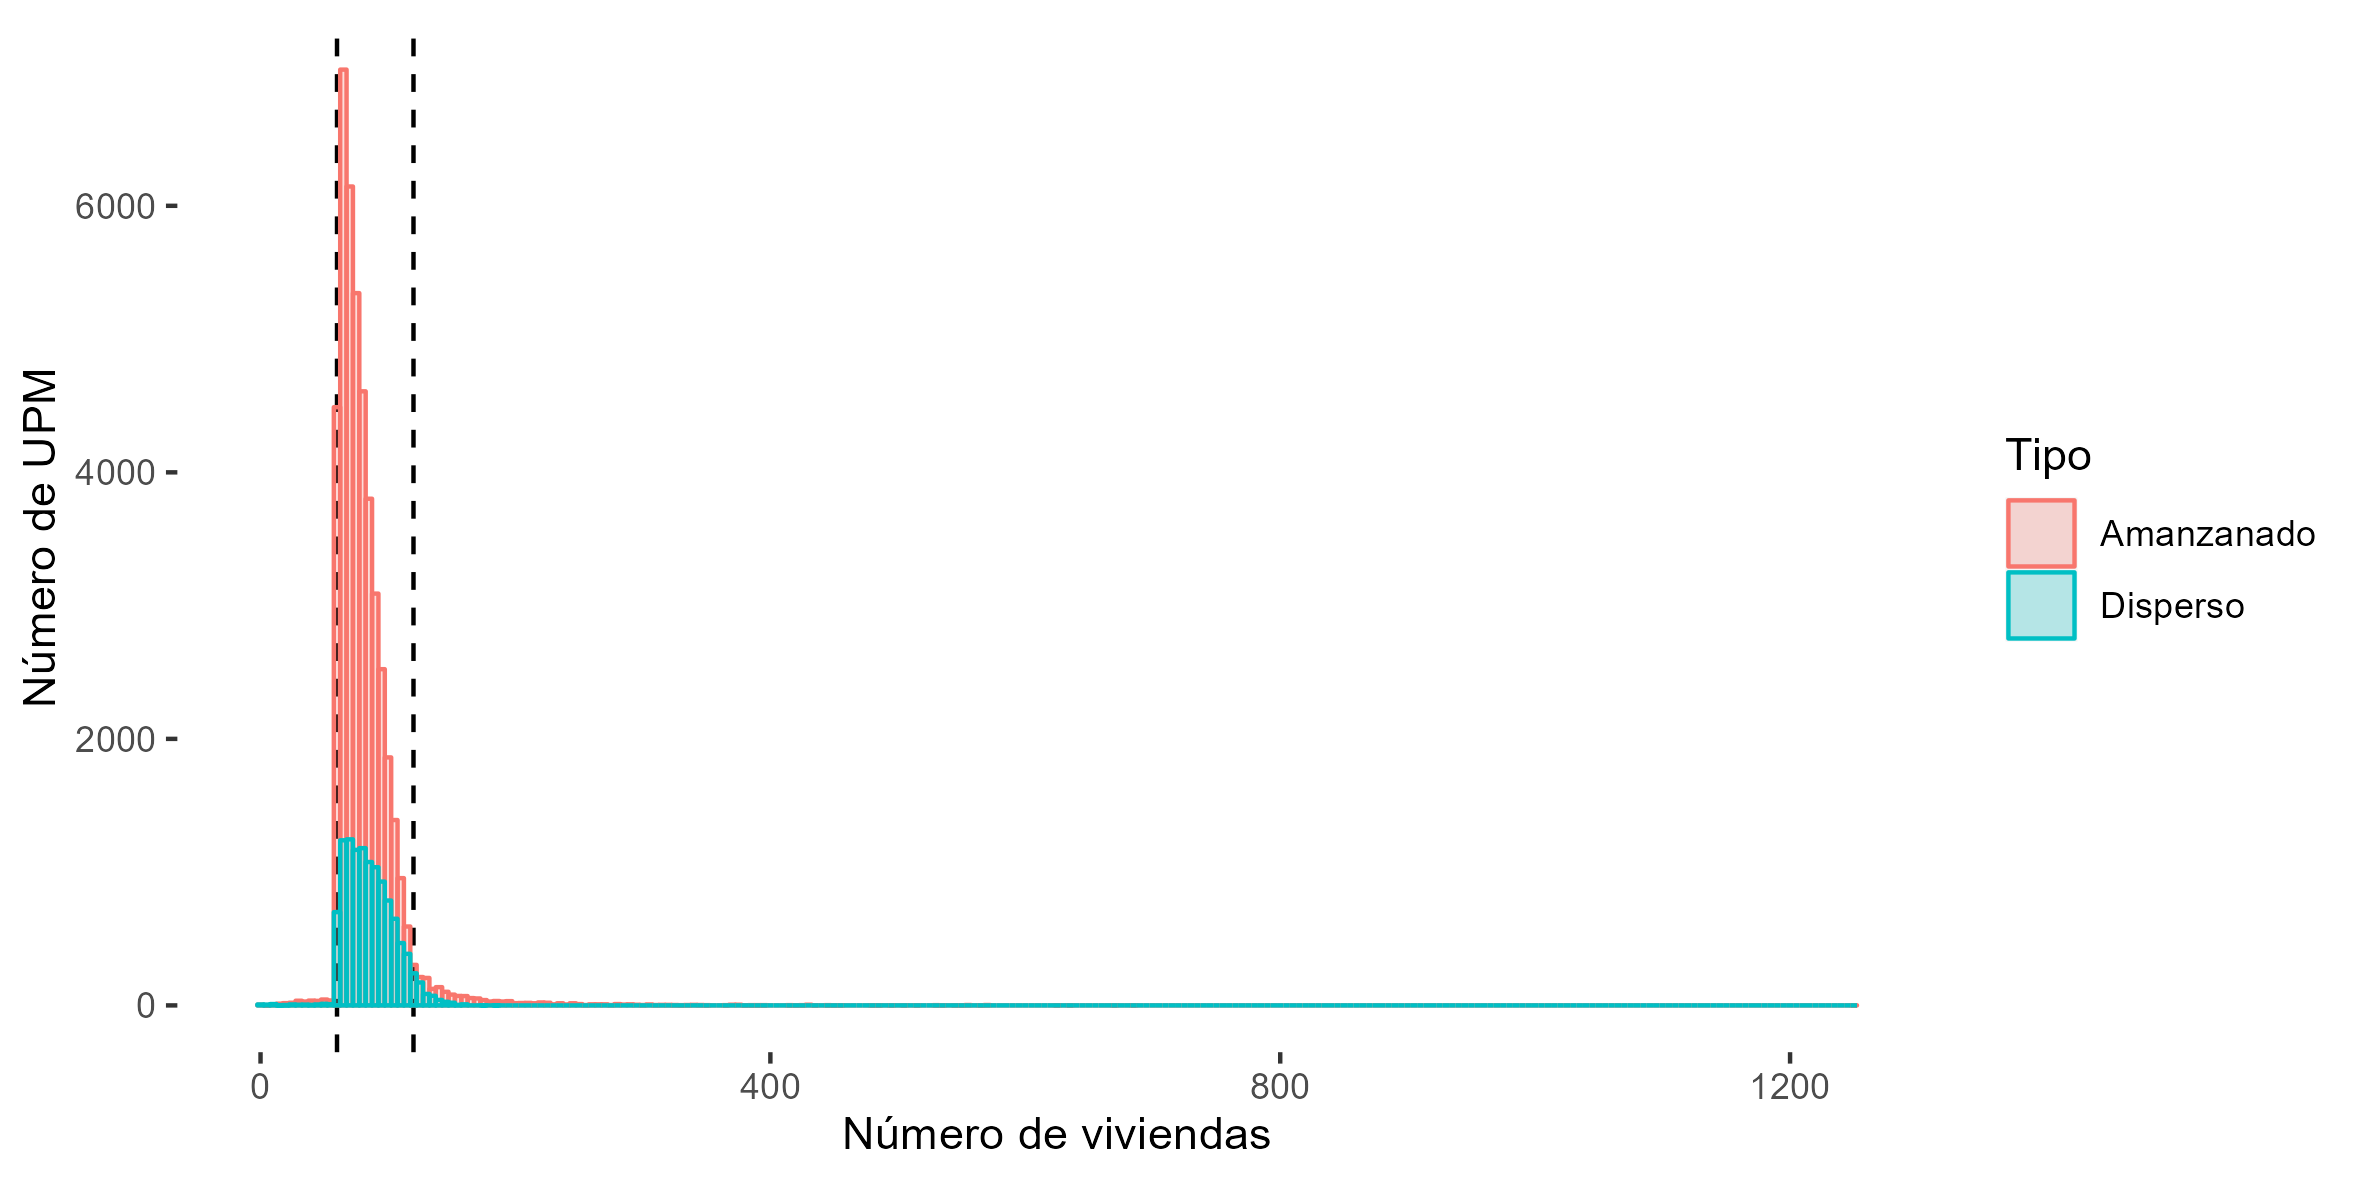 6000
4000
2000
0
Número de UPM
0
400
800
1200
Número de viviendas
Tipo
Amanzanado
Disperso